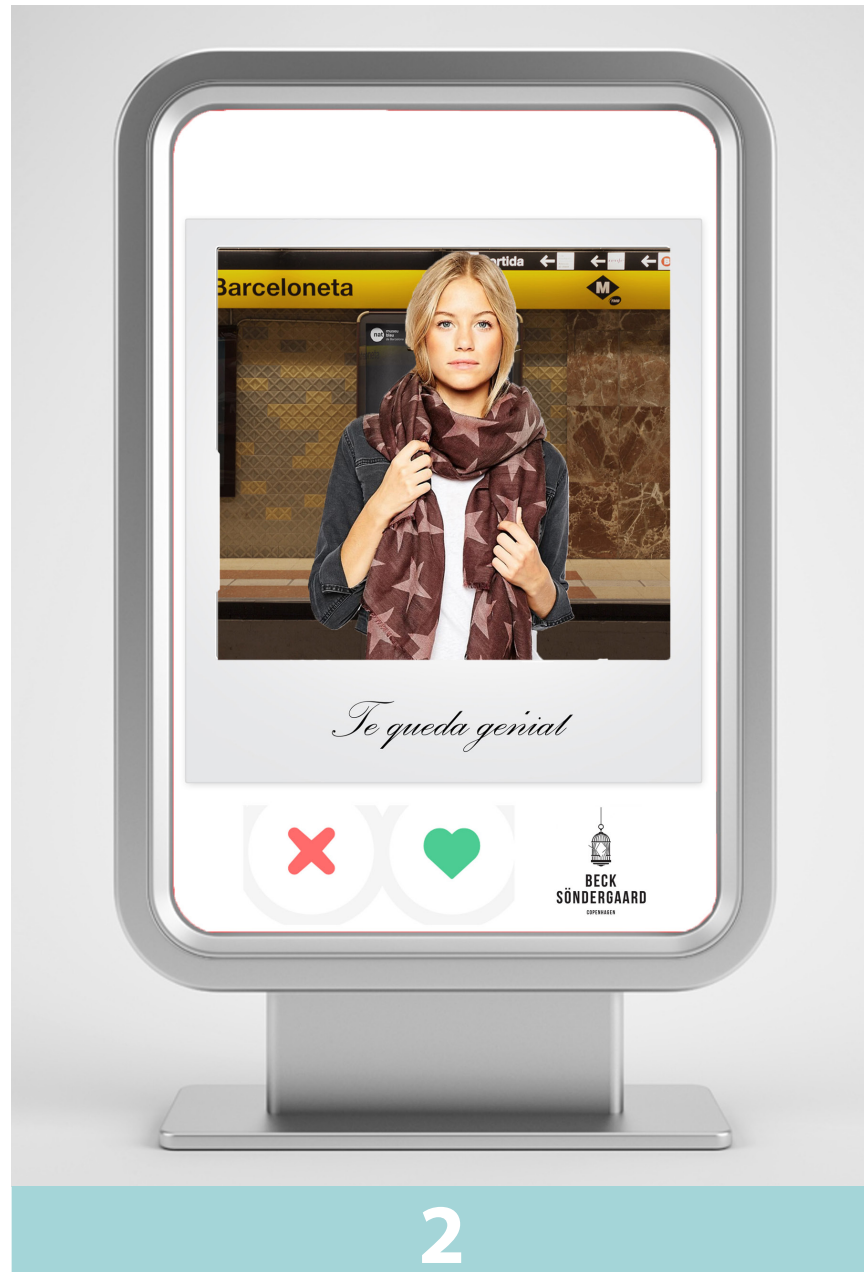 Sortida
Barceloneta
M
Te queda genial
BECK
SÖNDERGAARD
COPENHAGEN
2